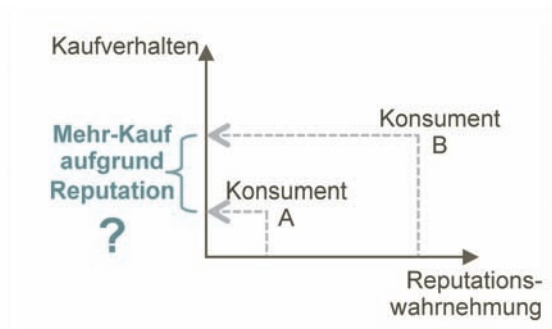 Kaufverhalten
Konsument
B
Mehr-Kauf
aufgrund
Reputation
?
Konsument
A
Reputations-
wahrnehmung